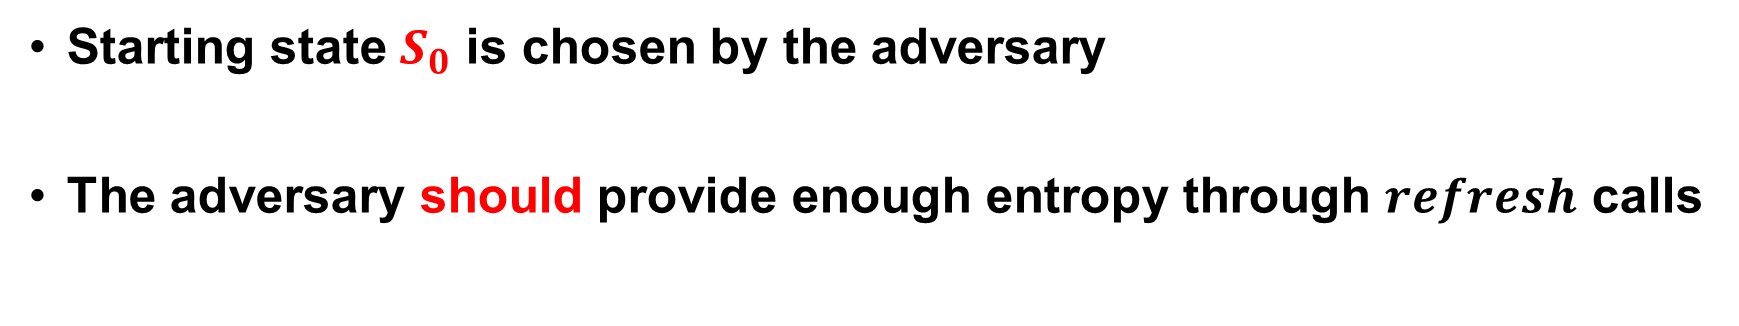 • Starting state S₀ is chosen by the adversary
• The adversary should provide enough entropy through refresh calls